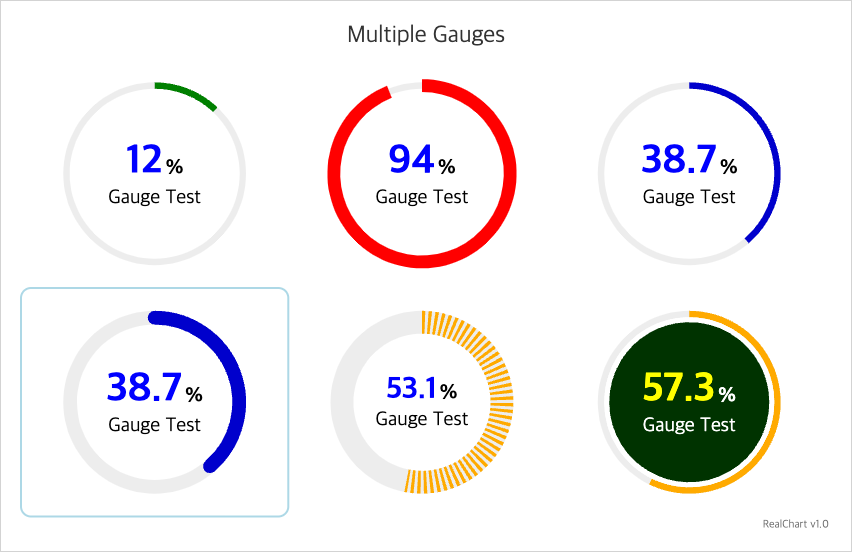 Multiple Gauges
12 %
Gauge Test
94 %
Gauge Test
38.7 %
Gauge Test
38.7 %
Gauge Test
53.1 %
Gauge Test
57.3 %
Gauge Test
RealChart v1.0